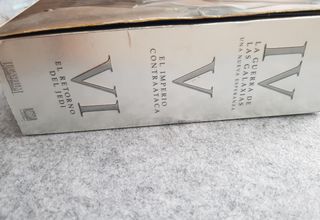 IV
LA GUERRA DE
LAS GALAXIAS
UNA NUEVA ESPERANZA
V
EL IMPERIO
CONTRAATACA
VI
EL RETORNO
DEL JEDI